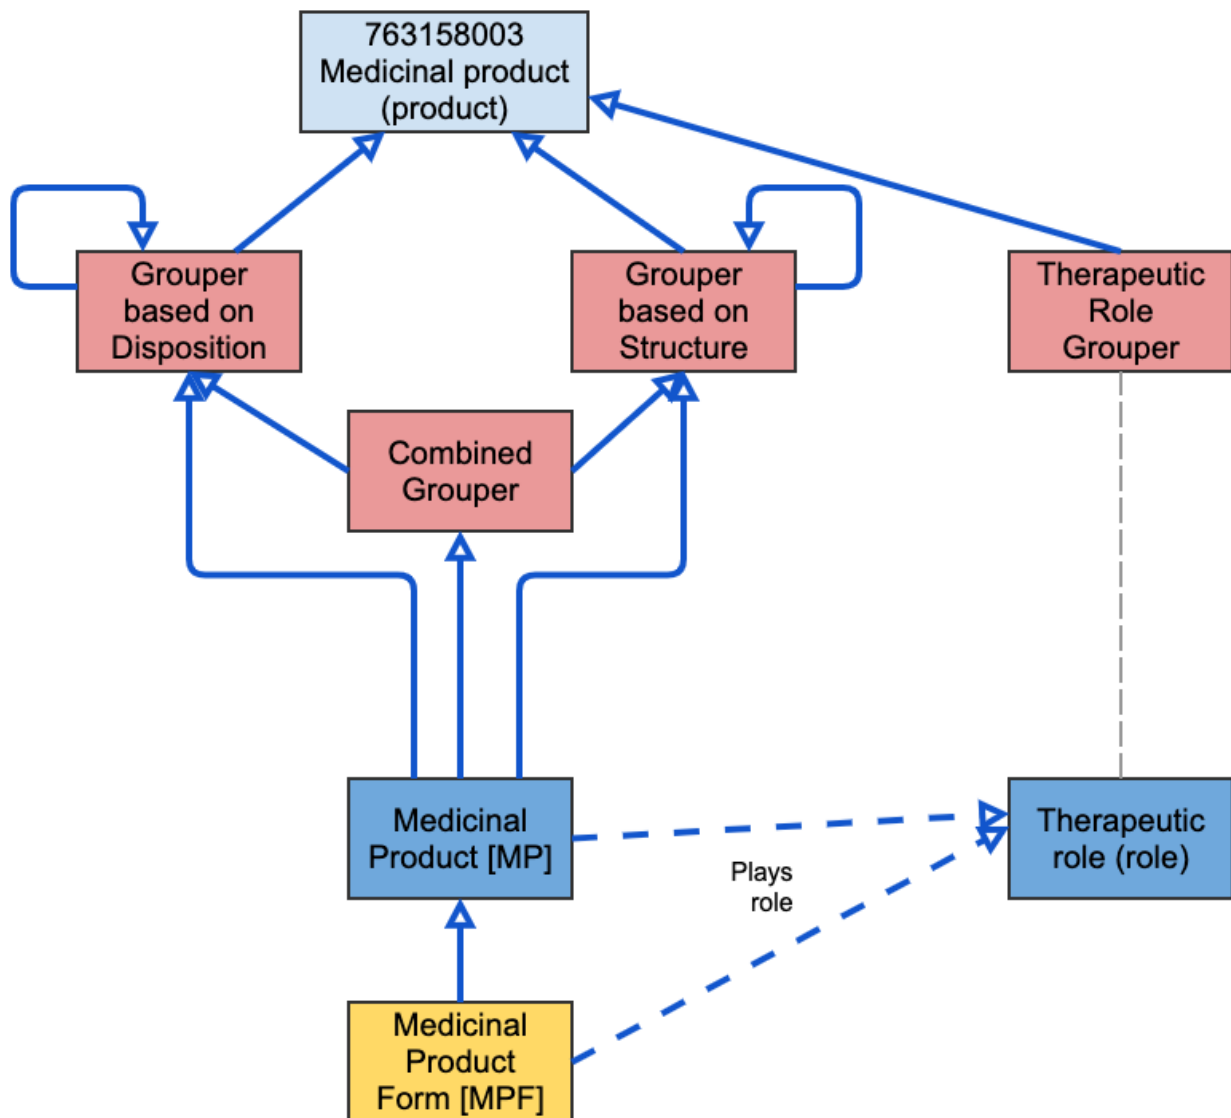 763158003
Medicinal product
(product)
Grouper
based on
Disposition
Grouper
based on
Structure
Therapeutic
Role
Grouper
Combined
Grouper
Medicinal
Product [MP]
Plays
role
Therapeutic
role (role)
Medicinal
Product
Form [MPF]